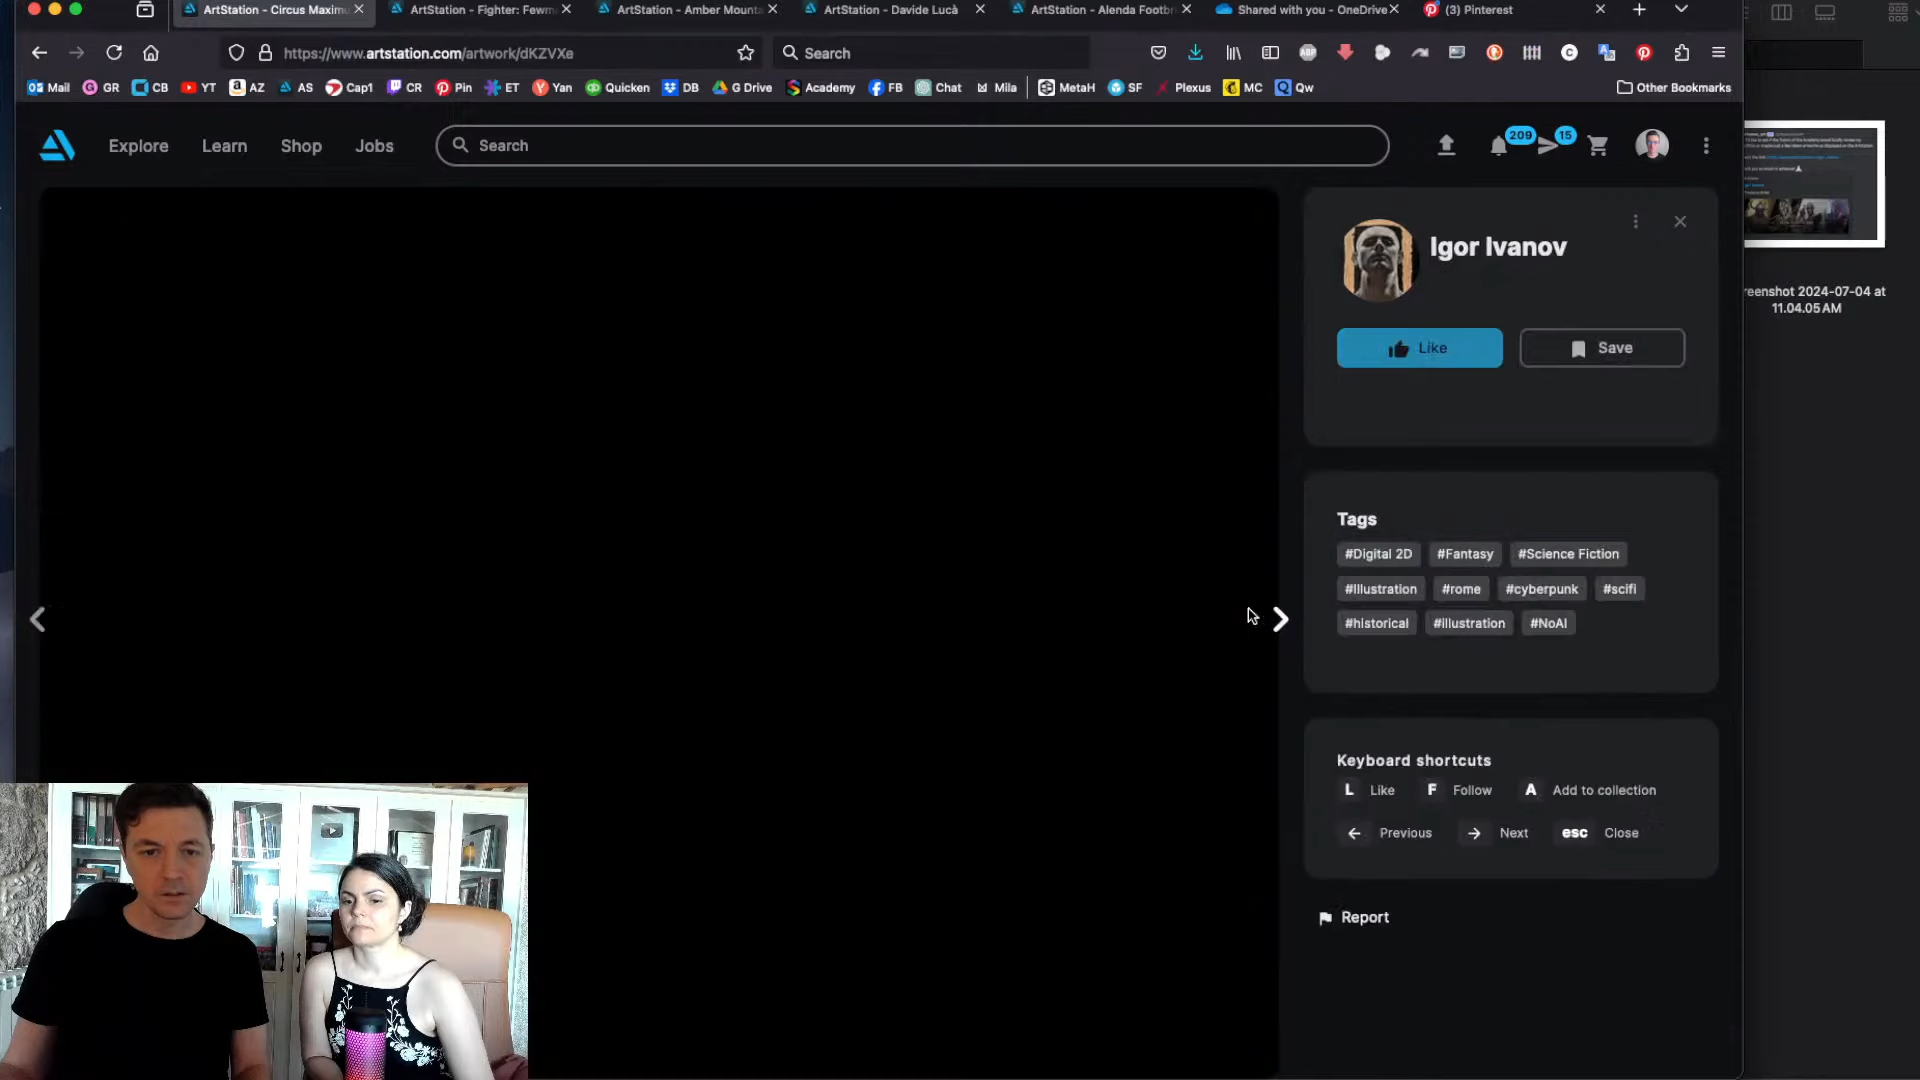 ArtStation - Circus Maximu
ArtStation - Fighter: Fewm
ArtStation - Amber Mounta
ArtStation - Davide Lucà
ArtStation - Alenda Footbr
Shared with you - OneDrive
(3) Pinterest
https://www.artstation.com/artwork/dKZVXe
Search
Mail GR CB YT AZ AS Cap1 CR Pin ET Yan Quicken DB G Drive Academy FB Chat Mila MetaH SF Plexus MC Qw Other Bookmarks
Explore Learn Shop Jobs Search 209 15
Igor Ivanov
Like Save
Tags
#Digital 2D #Fantasy #Science Fiction
#Illustration #rome #cyberpunk #scifi
#historical #illustration #NoAI
Keyboard shortcuts
L Like F Follow A Add to collection
← Previous → Next esc Close
Report
reenshot 2024-07-04 at
11.04.05 AM